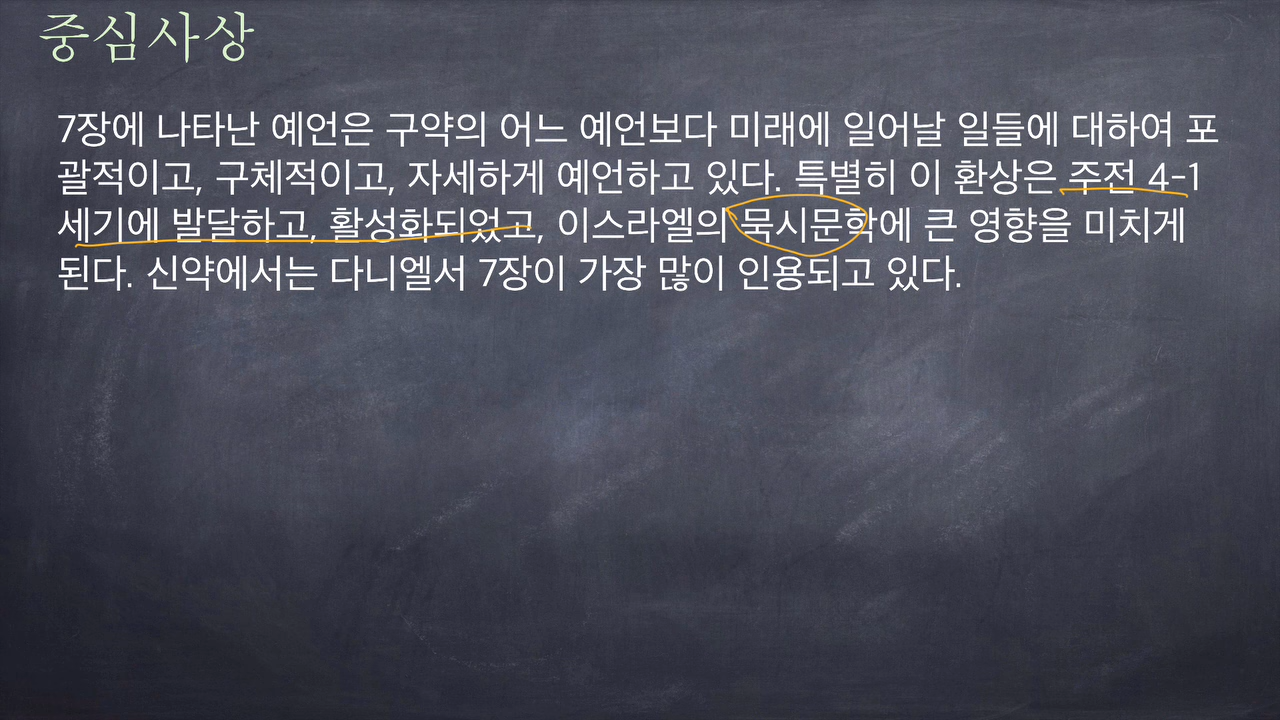 중심사상
7장에 나타난 예언은 구약의 어느 예언보다 미래에 일어날 일들에 대하여 포
괄적이고, 구체적이고, 자세하게 예언하고 있다. 특별히 이 환상은 주전 4-1
세기에 발달하고, 활성화되었고, 이스라엘의 묵시문학에 큰 영향을 미치게
된다. 신약에서는 다니엘서 7장이 가장 많이 인용되고 있다.